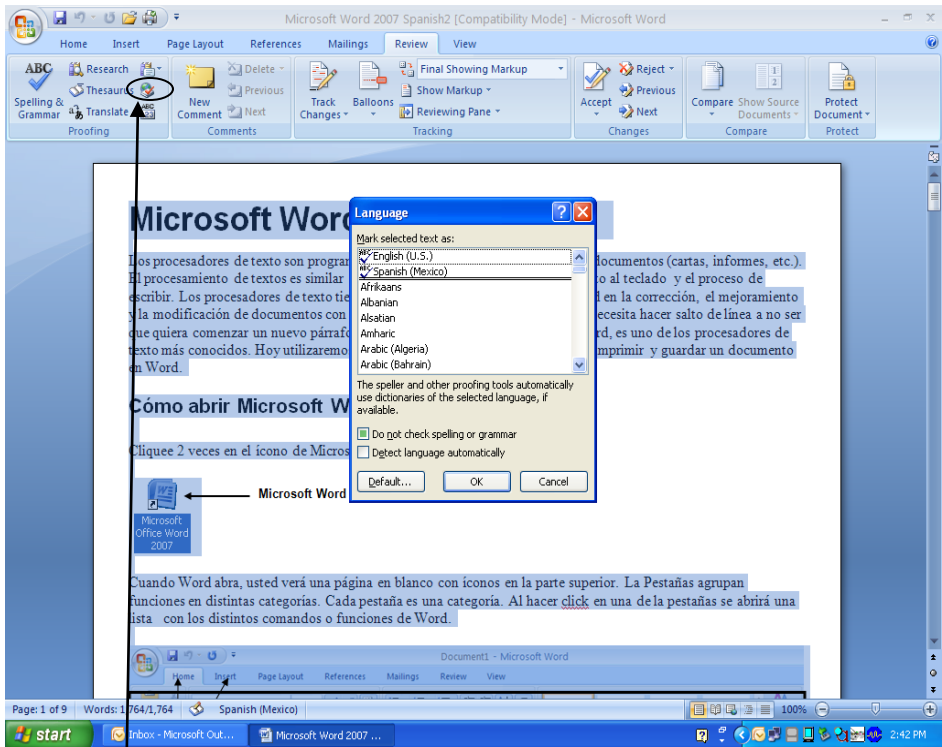 Microsoft Word 2007 Spanish2 [Compatibility Mode] - Microsoft Word
Home Insert Page Layout References Mailings Review View
ABC Research Delete Final Showing Markup Reject
Thesaurus Previous Show Markup Previous
Spelling & Grammar Translate New Comment Next Track Changes Balloons Reviewing Pane Accept Next Compare Show Source Documents Protect Document
Proofing Comments Tracking Changes Compare Protect
Microsoft Word
Los procesadores de texto son documentos (cartas, informes, etc.).
El procesamiento de textos es similar al teclado y el proceso de
escribir. Los procesadores de texto en la corrección, el mejoramiento
y la modificación de documentos con hacer salto de línea a no ser
que quiera comenzar un nuevo párrafo es uno de los procesadores de
texto más conocidos. Hoy utilizaremos imprimir y guardar un documento
en Word.
Cómo abrir Microsoft
Cliquee 2 veces en el ícono de
Microsoft Word
Microsoft
Office Word
2007
Cuando Word abra, usted verá una página en blanco con íconos en la parte superior. La Pestañas agrupan
funciones en distintas categorías. Cada pestaña es una categoría. Al hacer click en una de la pestañas se abrirá una
lista con los distintos comandos o funciones de Word.
Document1 - Microsoft Word
Home Insert Page Layout References Mailings Review View
Language
Mark selected text as:
English (U.S.)
Spanish (Mexico)
Afrikaans
Albanian
Alsatian
Amharic
Arabic (Algeria)
Arabic (Bahrain)
The speller and other proofing tools automatically
use dictionaries of the selected language, if
available.
Do not check spelling or grammar
Detect language automatically
Default... OK Cancel
Page: 1 of 9 Words: 1,764/1,764 Spanish (Mexico) 100%
start Inbox - Microsoft Out... Microsoft Word 2007 ... 2:42 PM